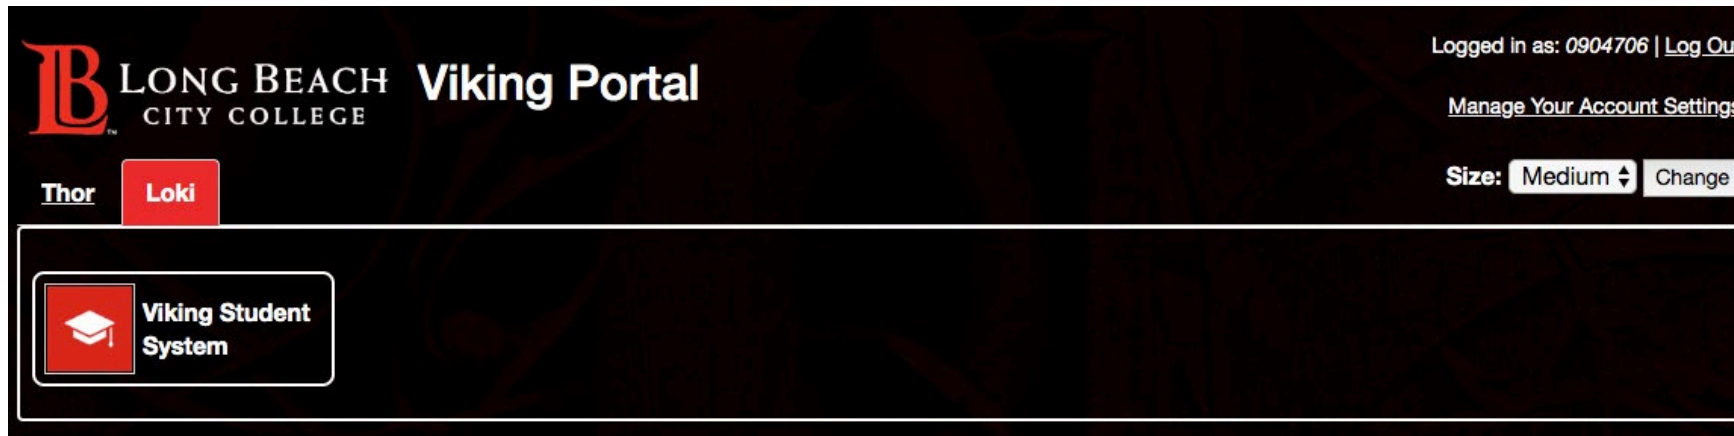 LONG BEACH
CITY COLLEGE
Viking Portal
Logged in as: 0904706 | Log Ou
Manage Your Account Settings
Size: Medium Change
Thor
Loki
Viking Student
System